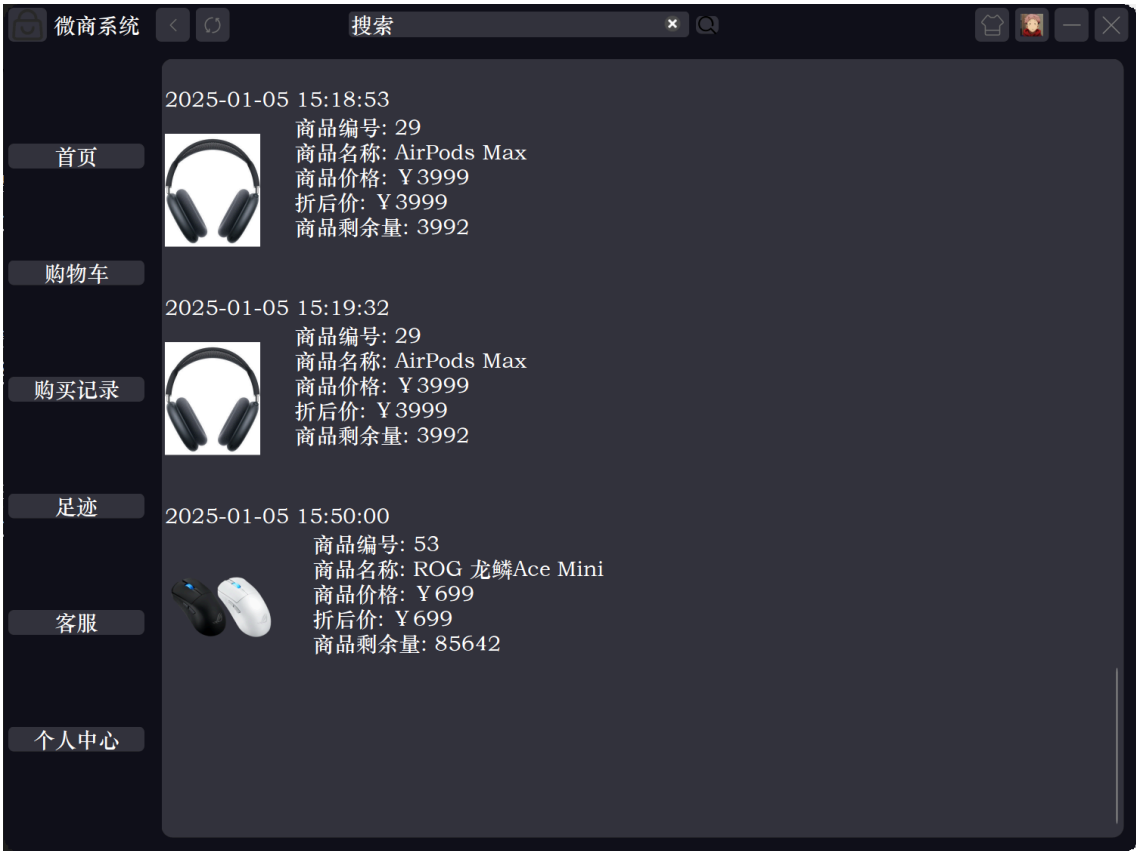 微商系统
搜索
首页
购物车
购买记录
足迹
客服
个人中心
2025-01-05 15:18:53
商品编号: 29
商品名称: AirPods Max
商品价格: ￥3999
折后价: ￥3999
商品剩余量: 3992
2025-01-05 15:19:32
商品编号: 29
商品名称: AirPods Max
商品价格: ￥3999
折后价: ￥3999
商品剩余量: 3992
2025-01-05 15:50:00
商品编号: 53
商品名称: ROG 龙鳞Ace Mini
商品价格: ￥699
折后价: ￥699
商品剩余量: 85642